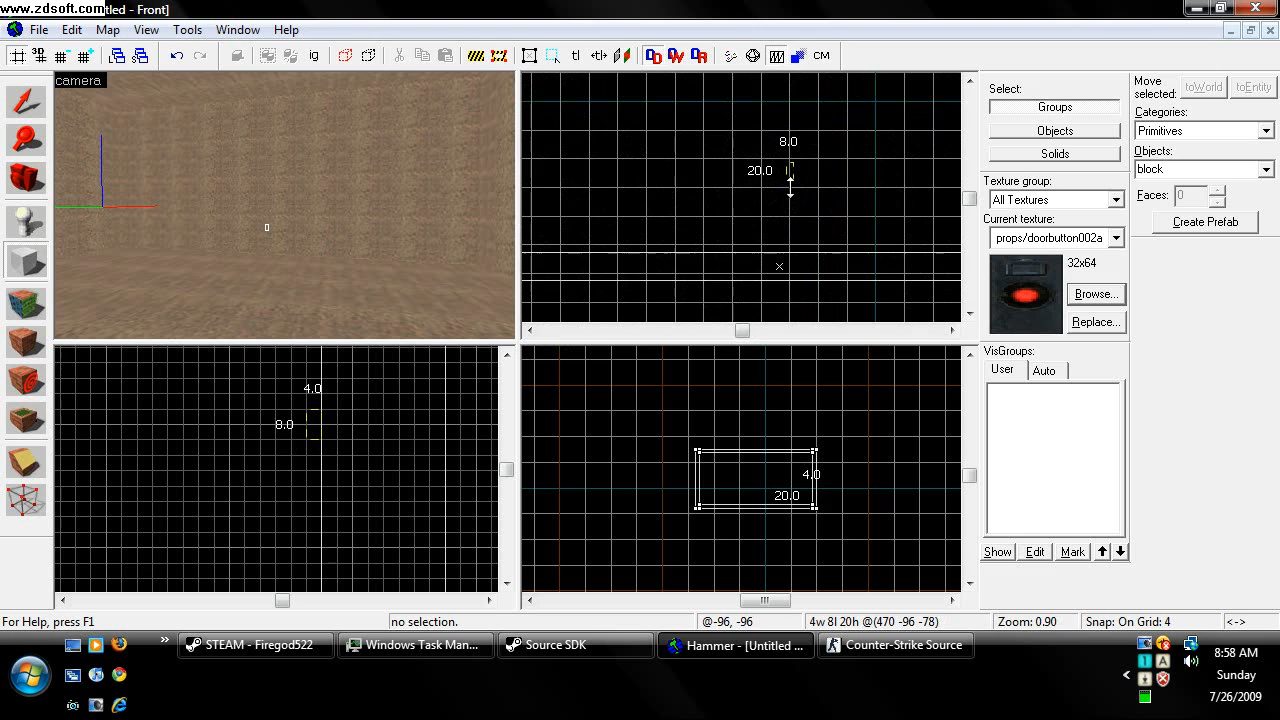 www.zdsoft.com
tled - Front]
File Edit Map View Tools Window Help
3D
ig
tl
CM
camera
8.0
20.0
4.0
8.0
4.0
20.0
Select:
Groups
Objects
Solids
Texture group:
All Textures
Current texture:
props/doorbutton002a
32x64
Browse...
Replace...
VisGroups:
User Auto
Show Edit Mark
Move selected:
toWorld toEntity
Categories:
Primitives
Objects:
block
Faces: 0
Create Prefab
For Help, press F1
no selection.
@-96, -96
4w 8l 20h @(470 -96 -78)
Zoom: 0.90
Snap: On Grid: 4
<->
STEAM - Firegod522
Windows Task Man...
Source SDK
Hammer - [Untitled ...
Counter-Strike Source
8:58 AM
Sunday
7/26/2009